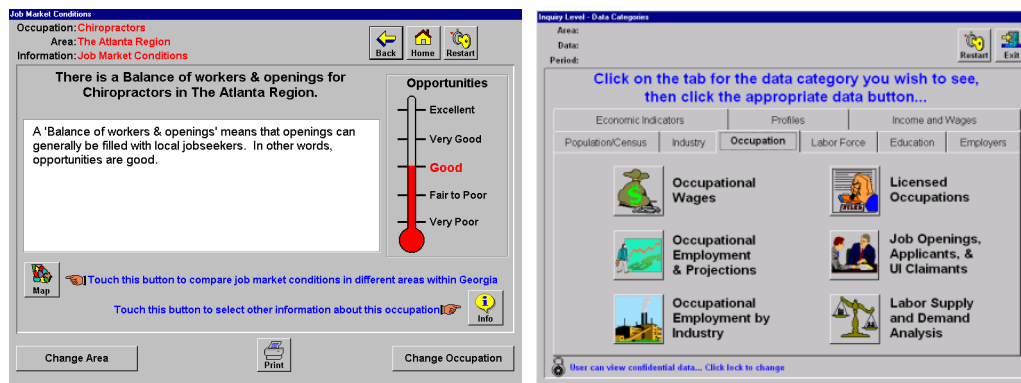 Job Market Conditions
Occupation: Chiropractors
Area: The Atlanta Region
Information: Job Market Conditions
Back
Home
Restart
There is a Balance of workers & openings for
Chiropractors in The Atlanta Region.
A 'Balance of workers & openings' means that openings can
generally be filled with local jobseekers. In other words,
opportunities are good.
Opportunities
Excellent
Very Good
Good
Fair to Poor
Very Poor
Map
Touch this button to compare job market conditions in different areas within Georgia
Touch this button to select other information about this occupation
Info
Change Area
Print
Change Occupation
Inquiry Level - Data Categories
Area:
Data:
Period:
Restart
Exit
Click on the tab for the data category you wish to see,
then click the appropriate data button...
Economic Indicators
Profiles
Income and Wages
Population/Census
Industry
Occupation
Labor Force
Education
Employers
Occupational
Wages
Licensed
Occupations
FILES
Occupational
Employment
& Projections
Job Openings,
Applicants, &
UI Claimants
Occupational
Employment by
Industry
Labor Supply
and Demand
Analysis
User can view confidential data... Click lock to change